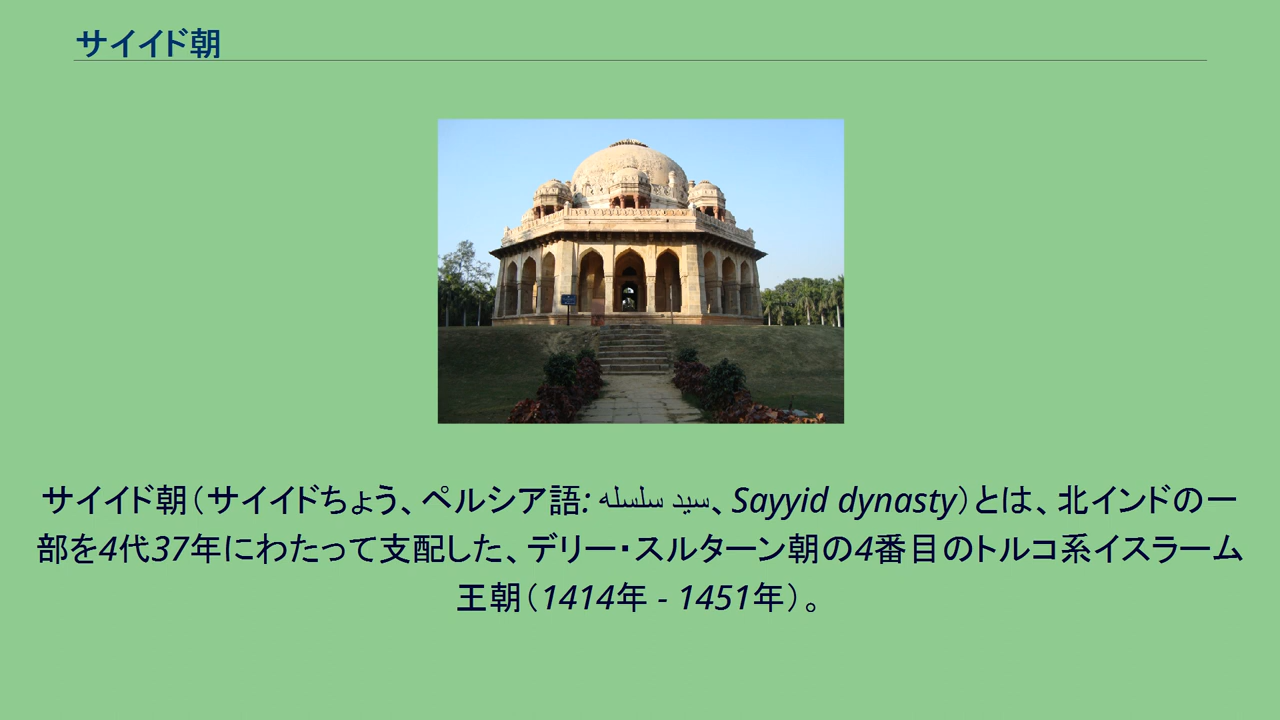 サイイド朝
サイイド朝（サイイドちょう、ペルシア語: سید سلسله、Sayyid dynasty）とは、北インドの一
部を4代37年にわたって支配した、デリー・スルターン朝の4番目のトルコ系イスラーム
王朝（1414年 - 1451年）。